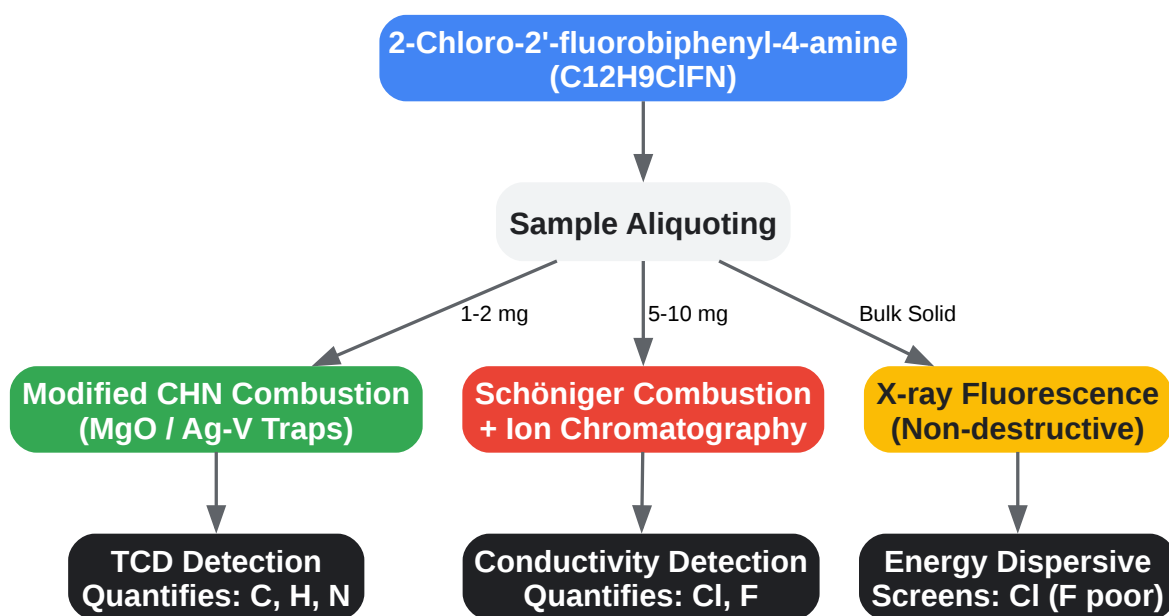 2-Chloro-2'-fluorobiphenyl-4-amine
(C12H9ClFN)
Sample Aliquoting
1-2 mg
5-10 mg
Bulk Solid
Modified CHN Combustion
(MgO / Ag-V Traps)
Schöniger Combustion
+ Ion Chromatography
X-ray Fluorescence
(Non-destructive)
TCD Detection
Quantifies: C, H, N
Conductivity Detection
Quantifies: Cl, F
Energy Dispersive
Screens: Cl (F poor)